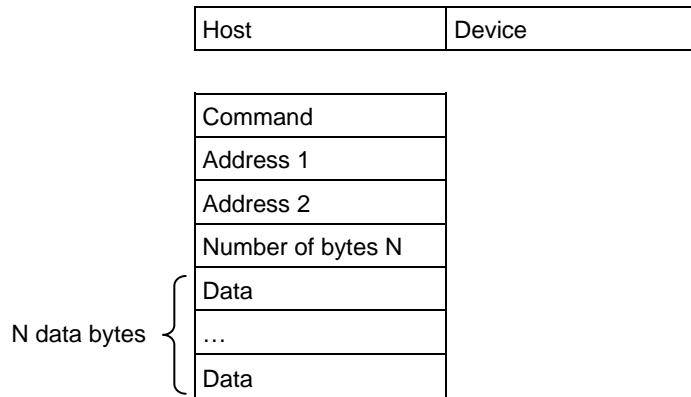 Host Device
Command
Address 1
Address 2
Number of bytes N
Data
N data bytes …
Data